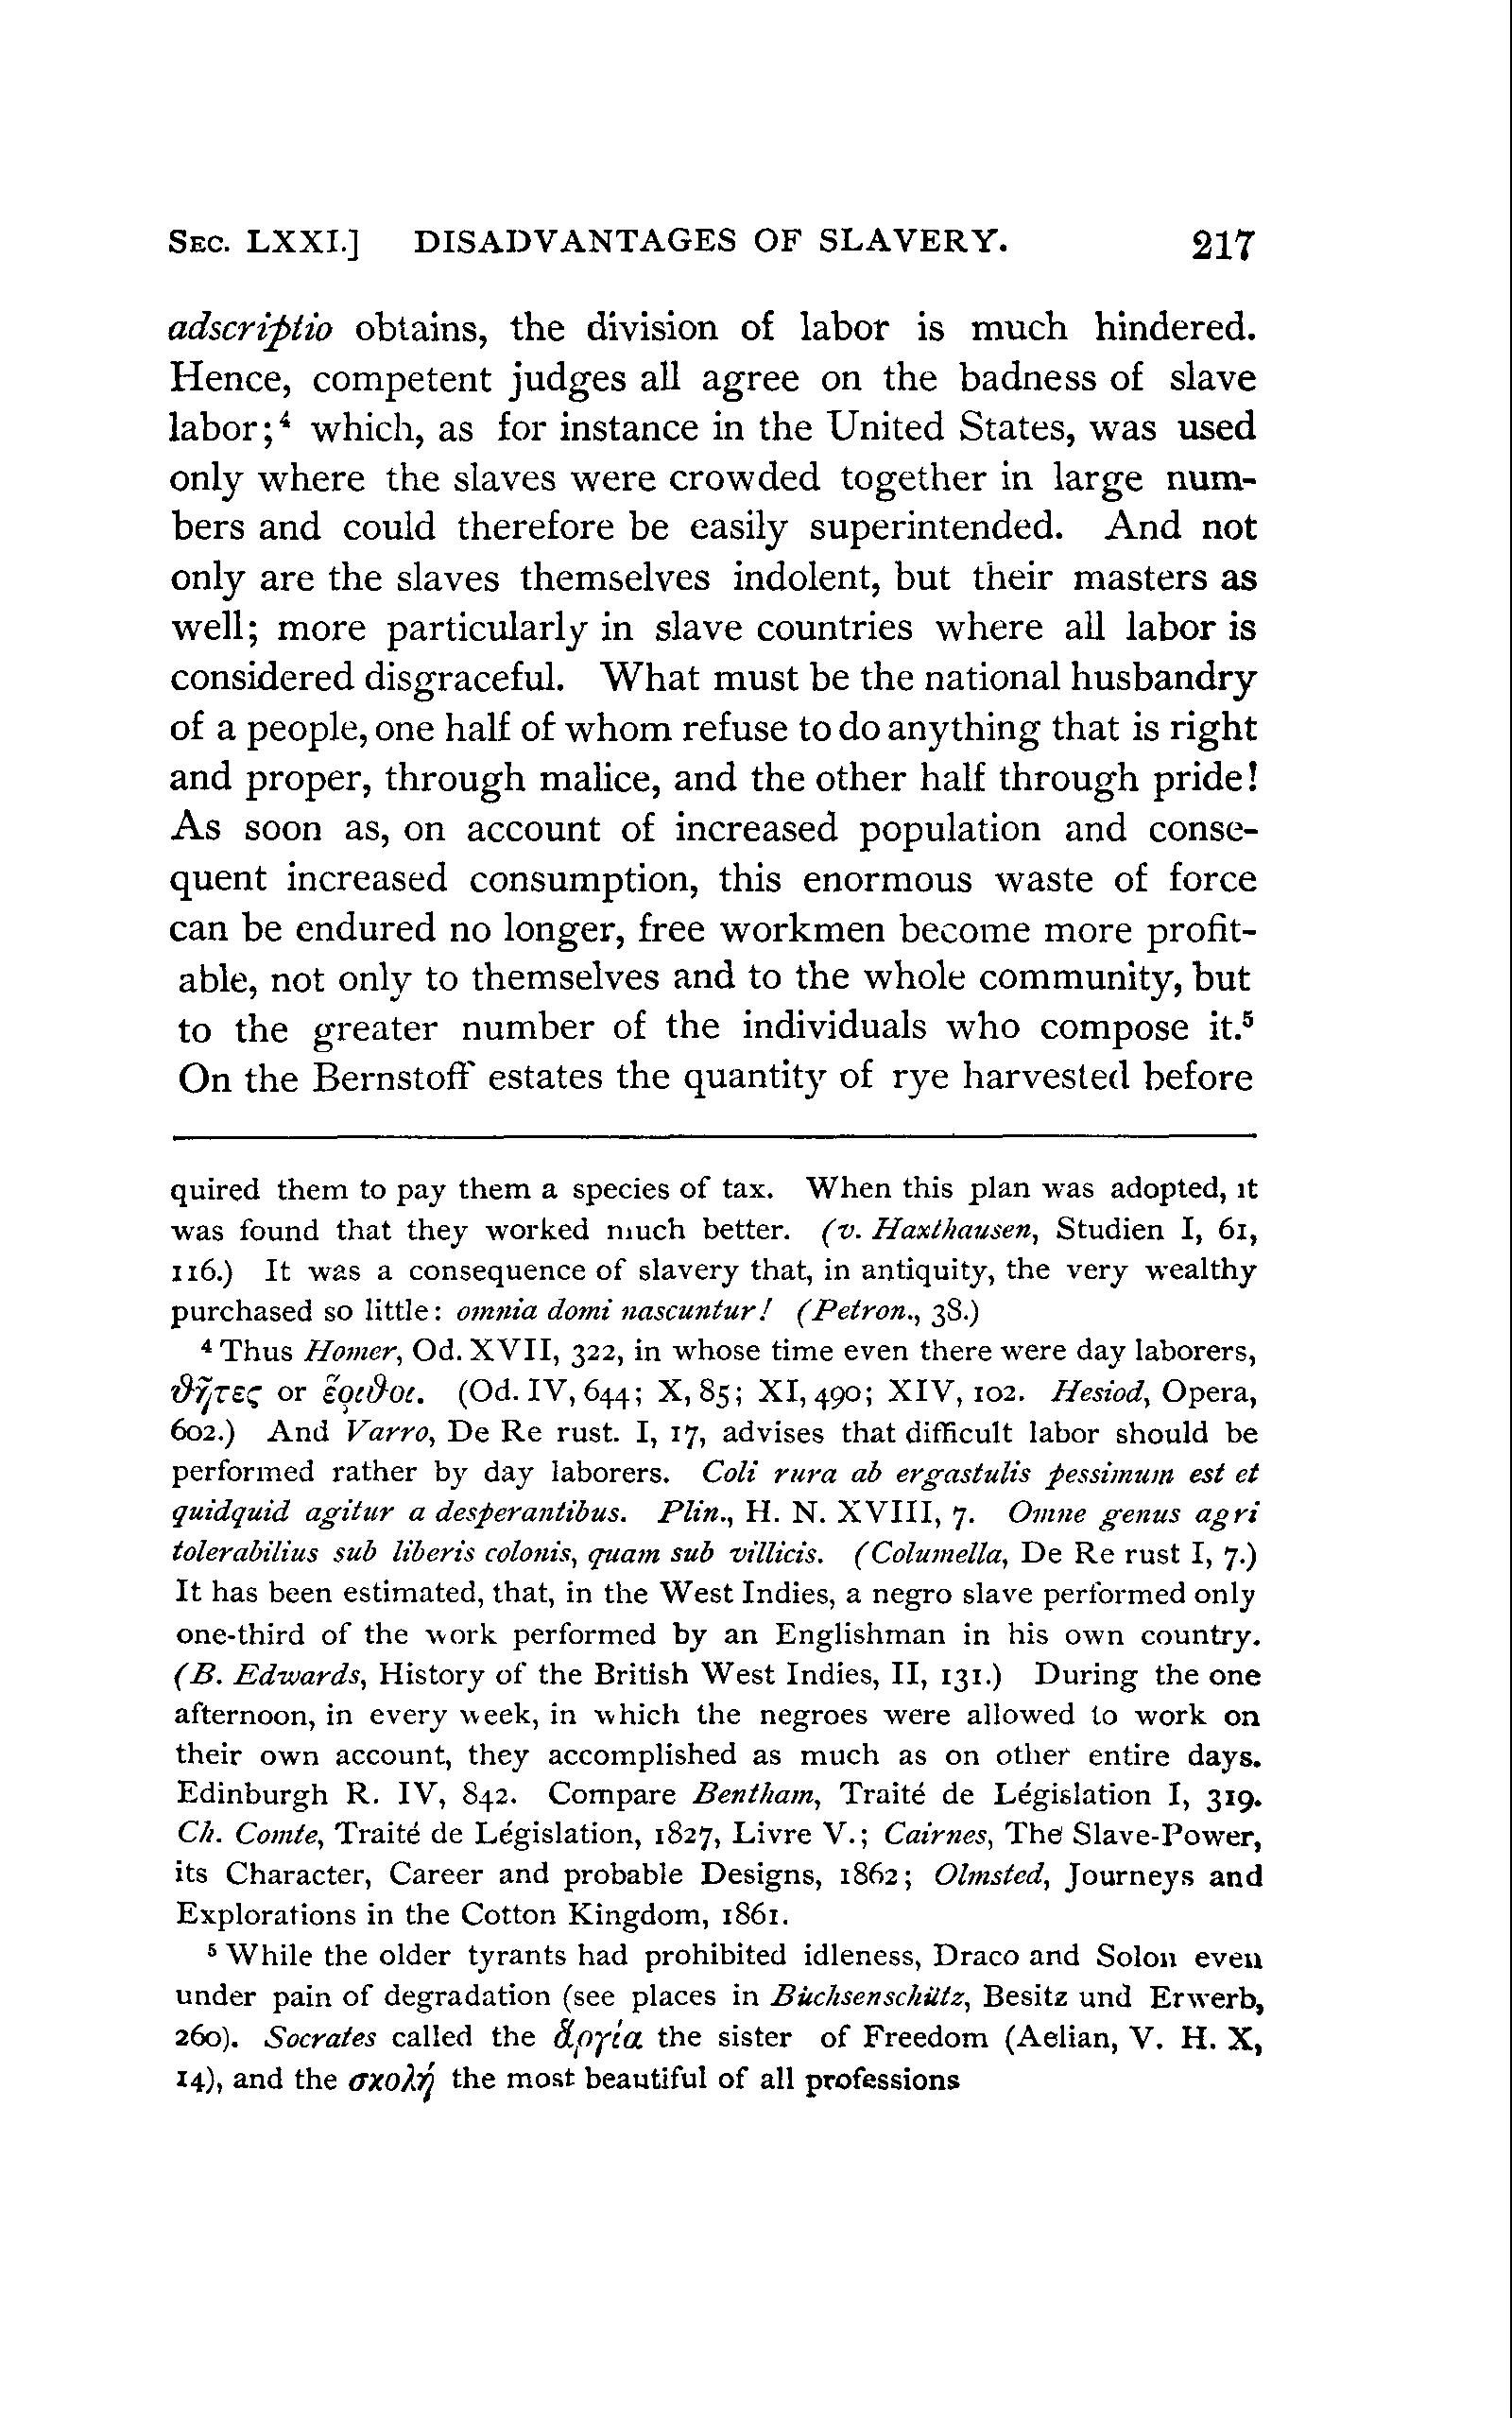 SEC. LXXI.] DISADVANTAGES OF SLAVERY. 217
adscriptio obtains, the division of labor is much hindered.
Hence, competent judges all agree on the badness of slave
labor;⁴ which, as for instance in the United States, was used
only where the slaves were crowded together in large num-
bers and could therefore be easily superintended. And not
only are the slaves themselves indolent, but their masters as
well; more particularly in slave countries where all labor is
considered disgraceful. What must be the national husbandry
of a people, one half of whom refuse to do anything that is right
and proper, through malice, and the other half through pride!
As soon as, on account of increased population and conse-
quent increased consumption, this enormous waste of force
can be endured no longer, free workmen become more profit-
able, not only to themselves and to the whole community, but
to the greater number of the individuals who compose it.⁵
On the Bernstoff estates the quantity of rye harvested before
quired them to pay them a species of tax. When this plan was adopted, it
was found that they worked much better. (v. Haxthausen, Studien I, 61,
116.) It was a consequence of slavery that, in antiquity, the very wealthy
purchased so little: omnia domi nascuntur! (Petron., 38.)
⁴ Thus Homer, Od. XVII, 322, in whose time even there were day laborers,
ϑῆτες or ἔριϑοι. (Od. IV, 644; X, 85; XI, 490; XIV, 102. Hesiod, Opera,
602.) And Varro, De Re rust. I, 17, advises that difficult labor should be
performed rather by day laborers. Coli rura ab ergastulis pessimum est et
quidquid agitur a desperantibus. Plin., H. N. XVIII, 7. Omne genus agri
tolerabilius sub liberis colonis, quam sub villicis. (Columella, De Re rust I, 7.)
It has been estimated, that, in the West Indies, a negro slave performed only
one-third of the work performed by an Englishman in his own country.
(B. Edwards, History of the British West Indies, II, 131.) During the one
afternoon, in every week, in which the negroes were allowed to work on
their own account, they accomplished as much as on other entire days.
Edinburgh R. IV, 842. Compare Bentham, Traité de Législation I, 319.
Ch. Comte, Traité de Législation, 1827, Livre V.; Cairnes, The Slave-Power,
its Character, Career and probable Designs, 1862; Olmsted, Journeys and
Explorations in the Cotton Kingdom, 1861.
⁵ While the older tyrants had prohibited idleness, Draco and Solon even
under pain of degradation (see places in Büchsenschütz, Besitz und Erwerb,
260). Socrates called the ἀργία the sister of Freedom (Aelian, V. H. X,
14), and the σχολή the most beautiful of all professions